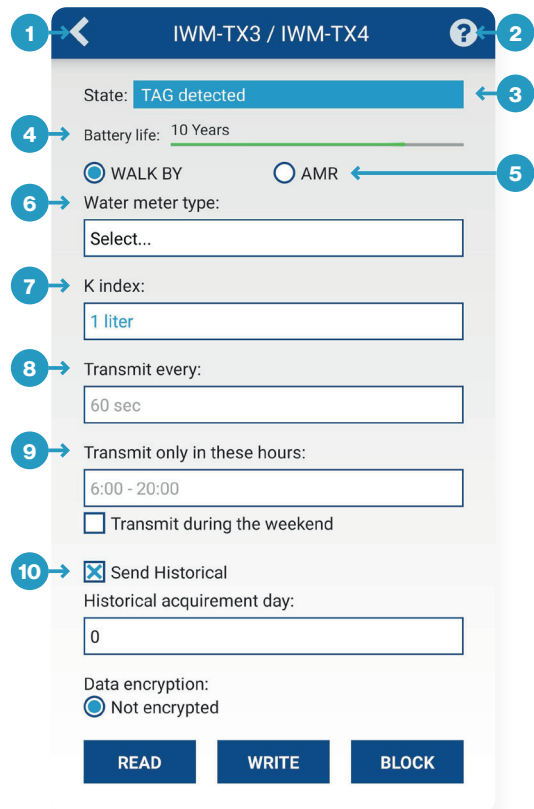 1 IWM-TX3 / IWM-TX4 ? 2
State: TAG detected 3
4 Battery life: 10 Years
WALK BY AMR 5
6 Water meter type:
Select...
7 K index:
1 liter
8 Transmit every:
60 sec
9 Transmit only in these hours:
6:00 - 20:00
Transmit during the weekend
10 Send Historical
Historical acquirement day:
0
Data encryption:
Not encrypted
READ WRITE BLOCK